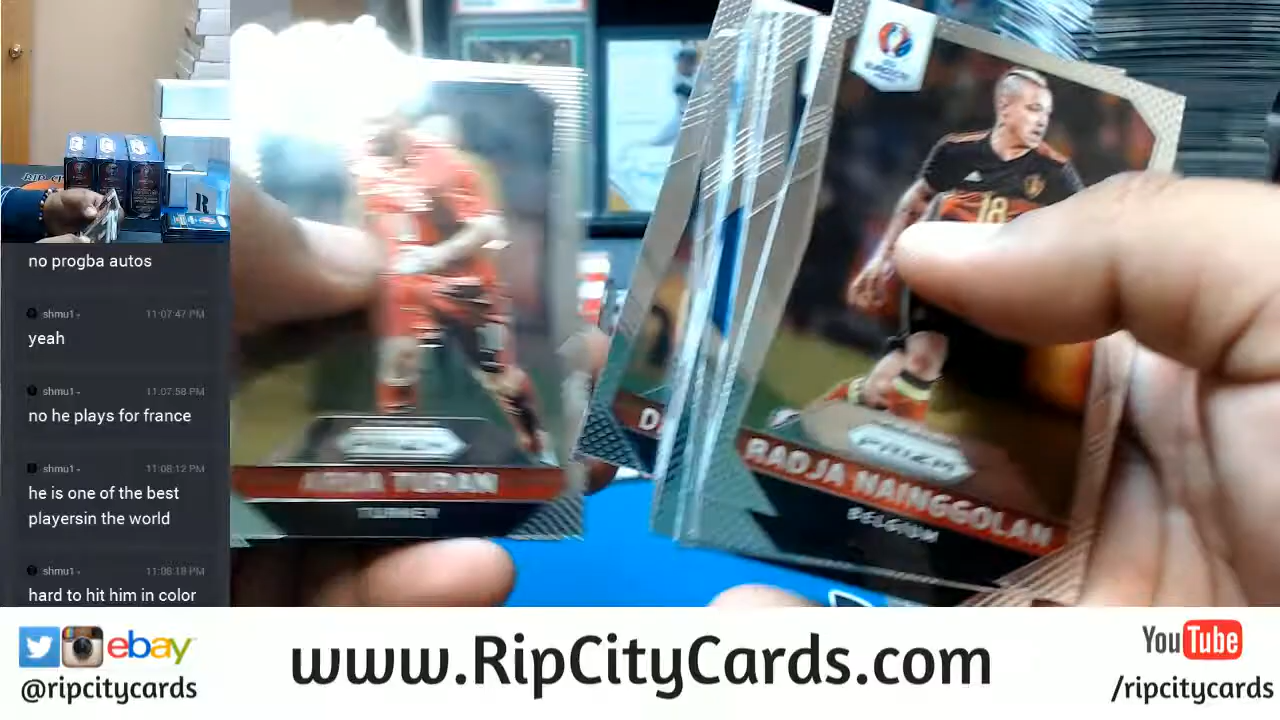 no progba autos
shmu1
11:07:47 PM
yeah
shmu1
11:07:58 PM
no he plays for france
shmu1
11:08:12 PM
he is one of the best
playersin the world
shmu1
11:08:18 PM
hard to hit him in color
R
18
PRIZM
ARDA TURAN
TURKEY
PRIZM
RADJA NAINGGOLAN
BELGIUM
ebay
@ripcitycards
www.RipCityCards.com
YouTube
/ripcitycards